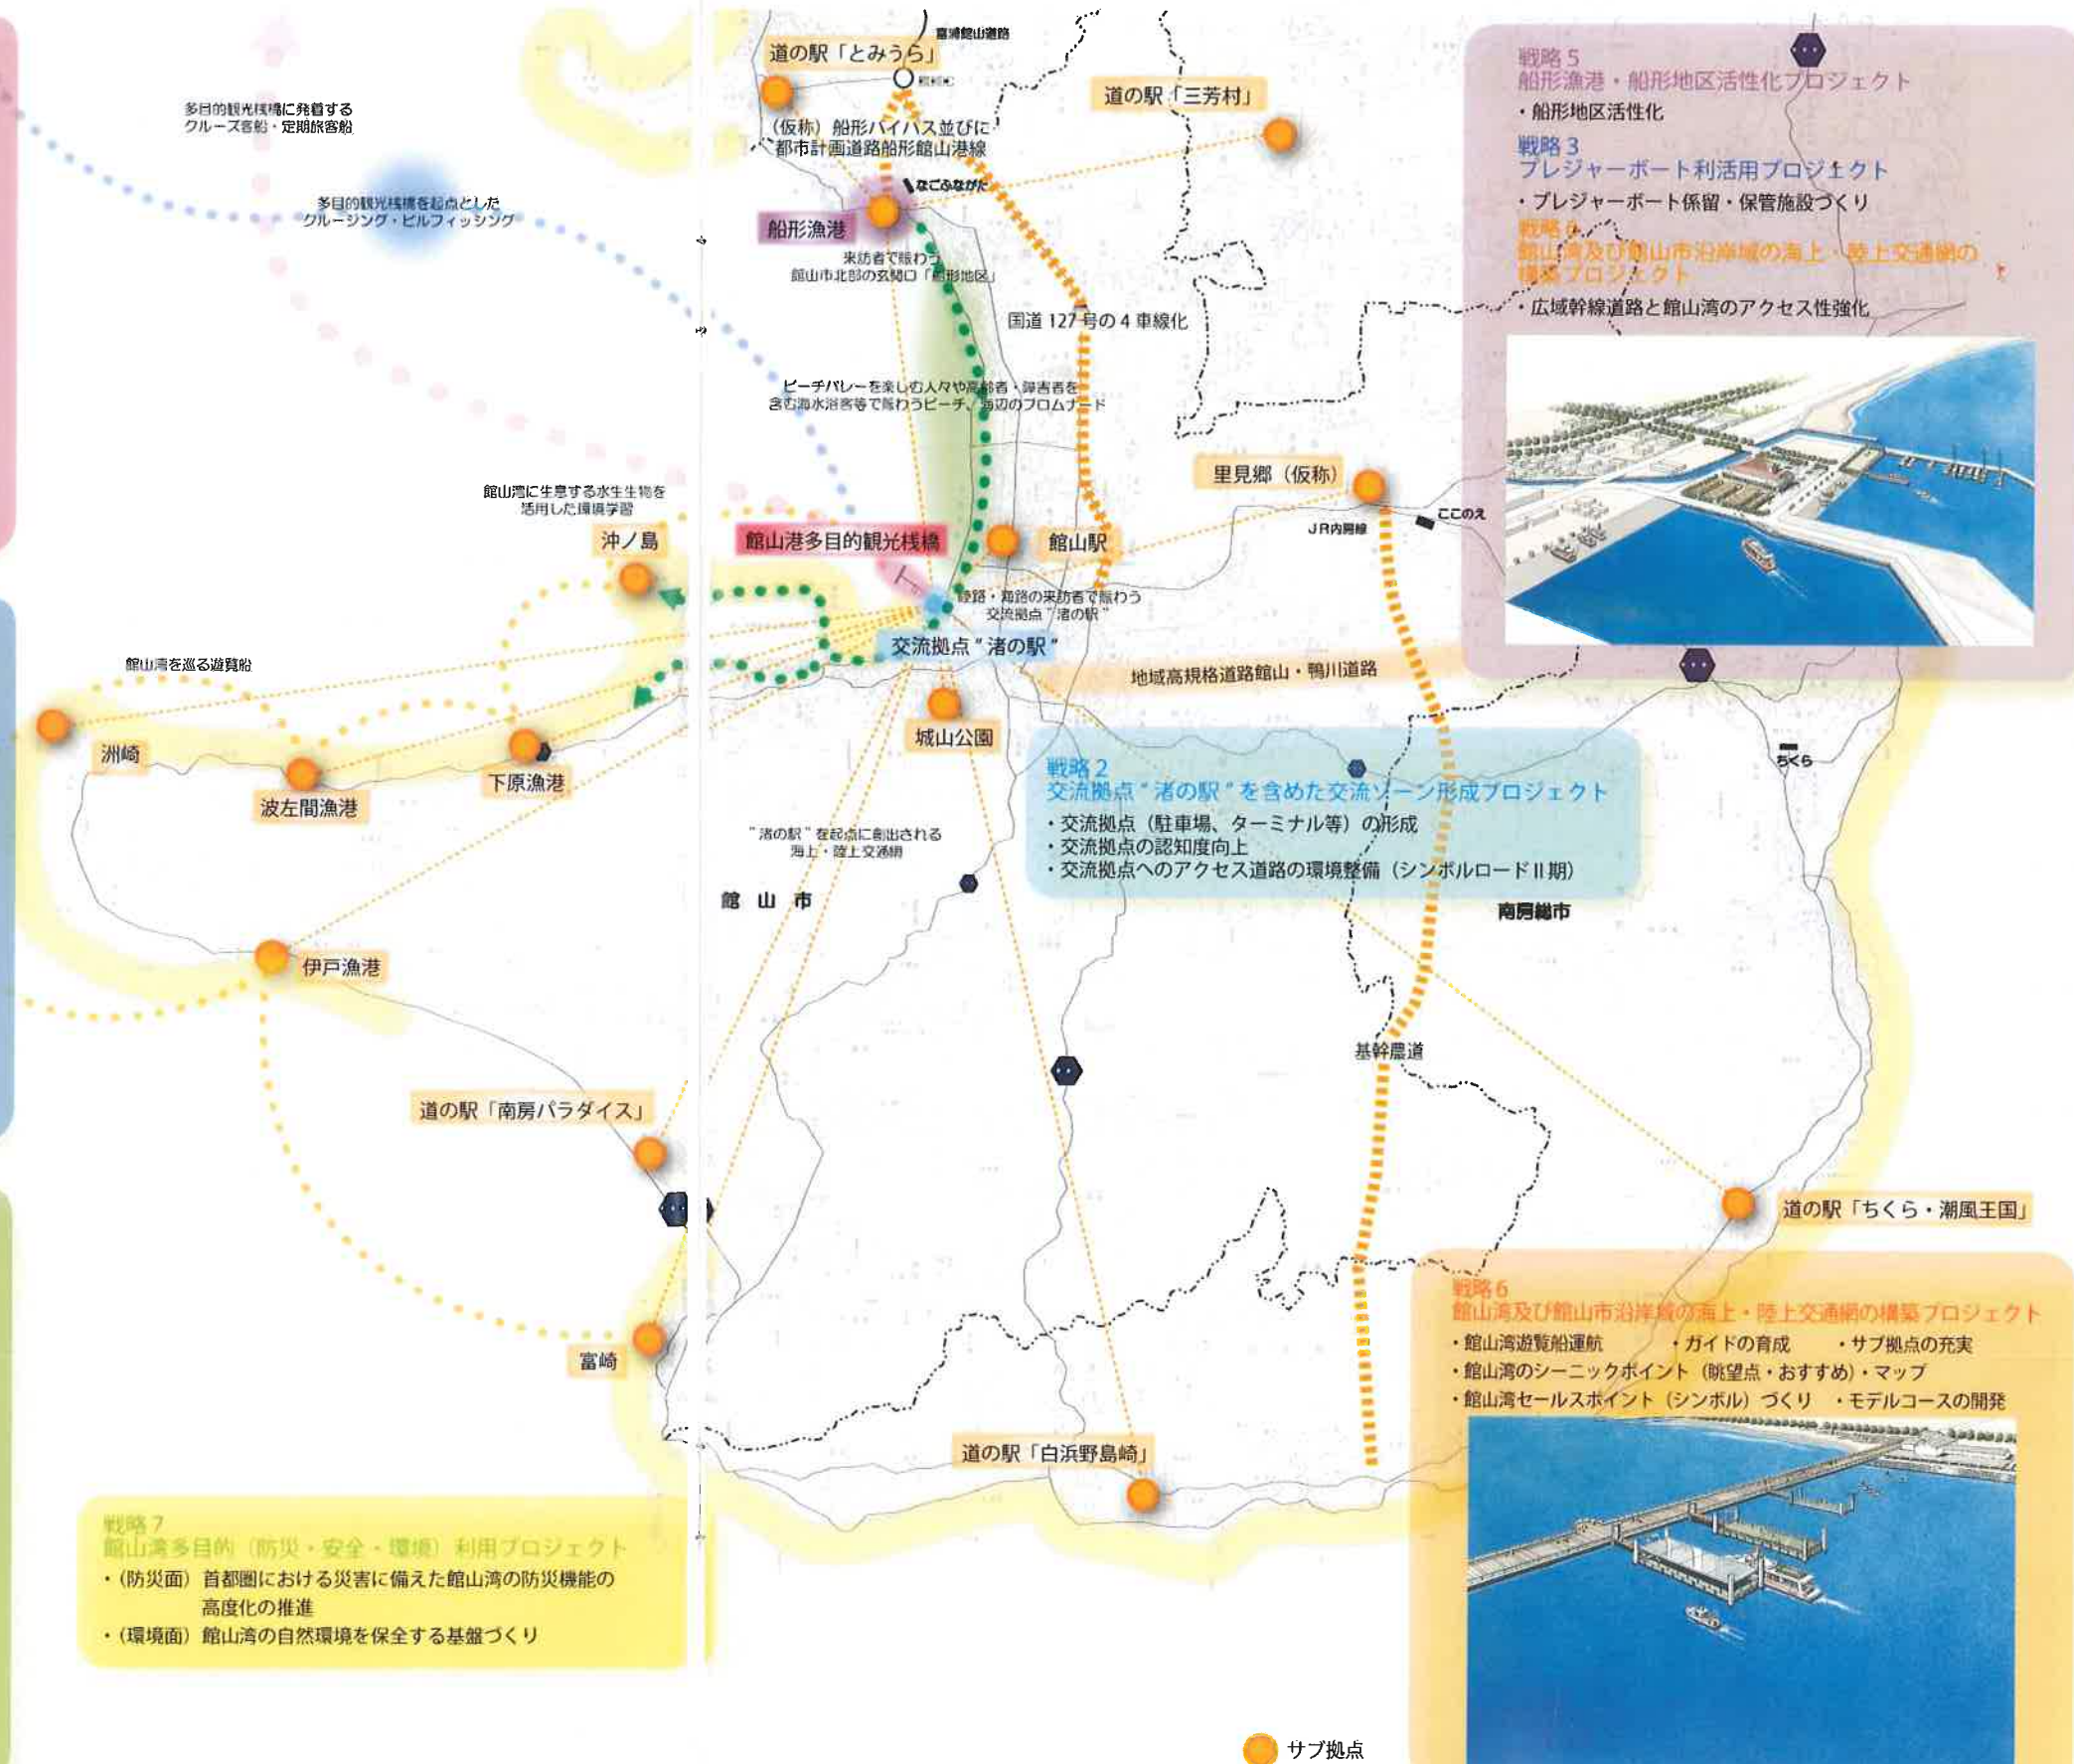 富浦館山道路
道の駅「とみうら」
多目的観光桟橋に発着する
クルーズ客船・定期旅客船
道の駅「三芳村」
(仮称)船形バイパス並びに
都市計画道路船形館山港線
なこふながた
多目的観光桟橋を起点とした
クルージング・ビルフィッシング
船形漁港
来訪者で賑わう
館山市北部の玄関口「船形地区」
国道127号の4車線化
ビーチバレーを楽しむ人々や高齢者・障害者を
含む海水浴客等で賑わうビーチ、海辺のプロムナード
里見郷(仮称)
ここのえ
JR内房線
館山湾に生息する水生生物を
活用した環境学習
沖ノ島
館山港多目的観光桟橋
館山駅
陸路・海路の来訪者で賑わう
交流拠点"渚の駅"
交流拠点"渚の駅"
館山湾を巡る遊覧船
地域高規格道路館山・鴨川道路
城山公園
洲崎
波左間漁港
下原漁港
"渚の駅"を起点に創出される
海上・陸上交通網
館山市
南房総市
ちくら
伊戸漁港
基幹農道
道の駅「南房パラダイス」
道の駅「ちくら・潮風王国」
富崎
道の駅「白浜野島崎」
戦略5
船形漁港・船形地区活性化プロジェクト
・船形地区活性化
戦略3
プレジャーボート利活用プロジェクト
・プレジャーボート係留・保管施設づくり
戦略6
館山湾及び館山市沿岸域の海上・陸上交通網の
構築プロジェクト
・広域幹線道路と館山湾のアクセス性強化
戦略2
交流拠点"渚の駅"を含めた交流ゾーン形成プロジェクト
・交流拠点(駐車場、ターミナル等)の形成
・交流拠点の認知度向上
・交流拠点へのアクセス道路の環境整備(シンボルロードⅡ期)
戦略6
館山湾及び館山市沿岸域の海上・陸上交通網の構築プロジェクト
・館山湾遊覧船運航 ・ガイドの育成 ・サブ拠点の充実
・館山湾のシーニックポイント(眺望点・おすすめ)・マップ
・館山湾セールスポイント(シンボル)づくり ・モデルコースの開発
戦略7
館山湾多目的(防災・安全・環境)利用プロジェクト
・(防災面)首都圏における災害に備えた館山湾の防災機能の
高度化の推進
・(環境面)館山湾の自然環境を保全する基盤づくり
サブ拠点